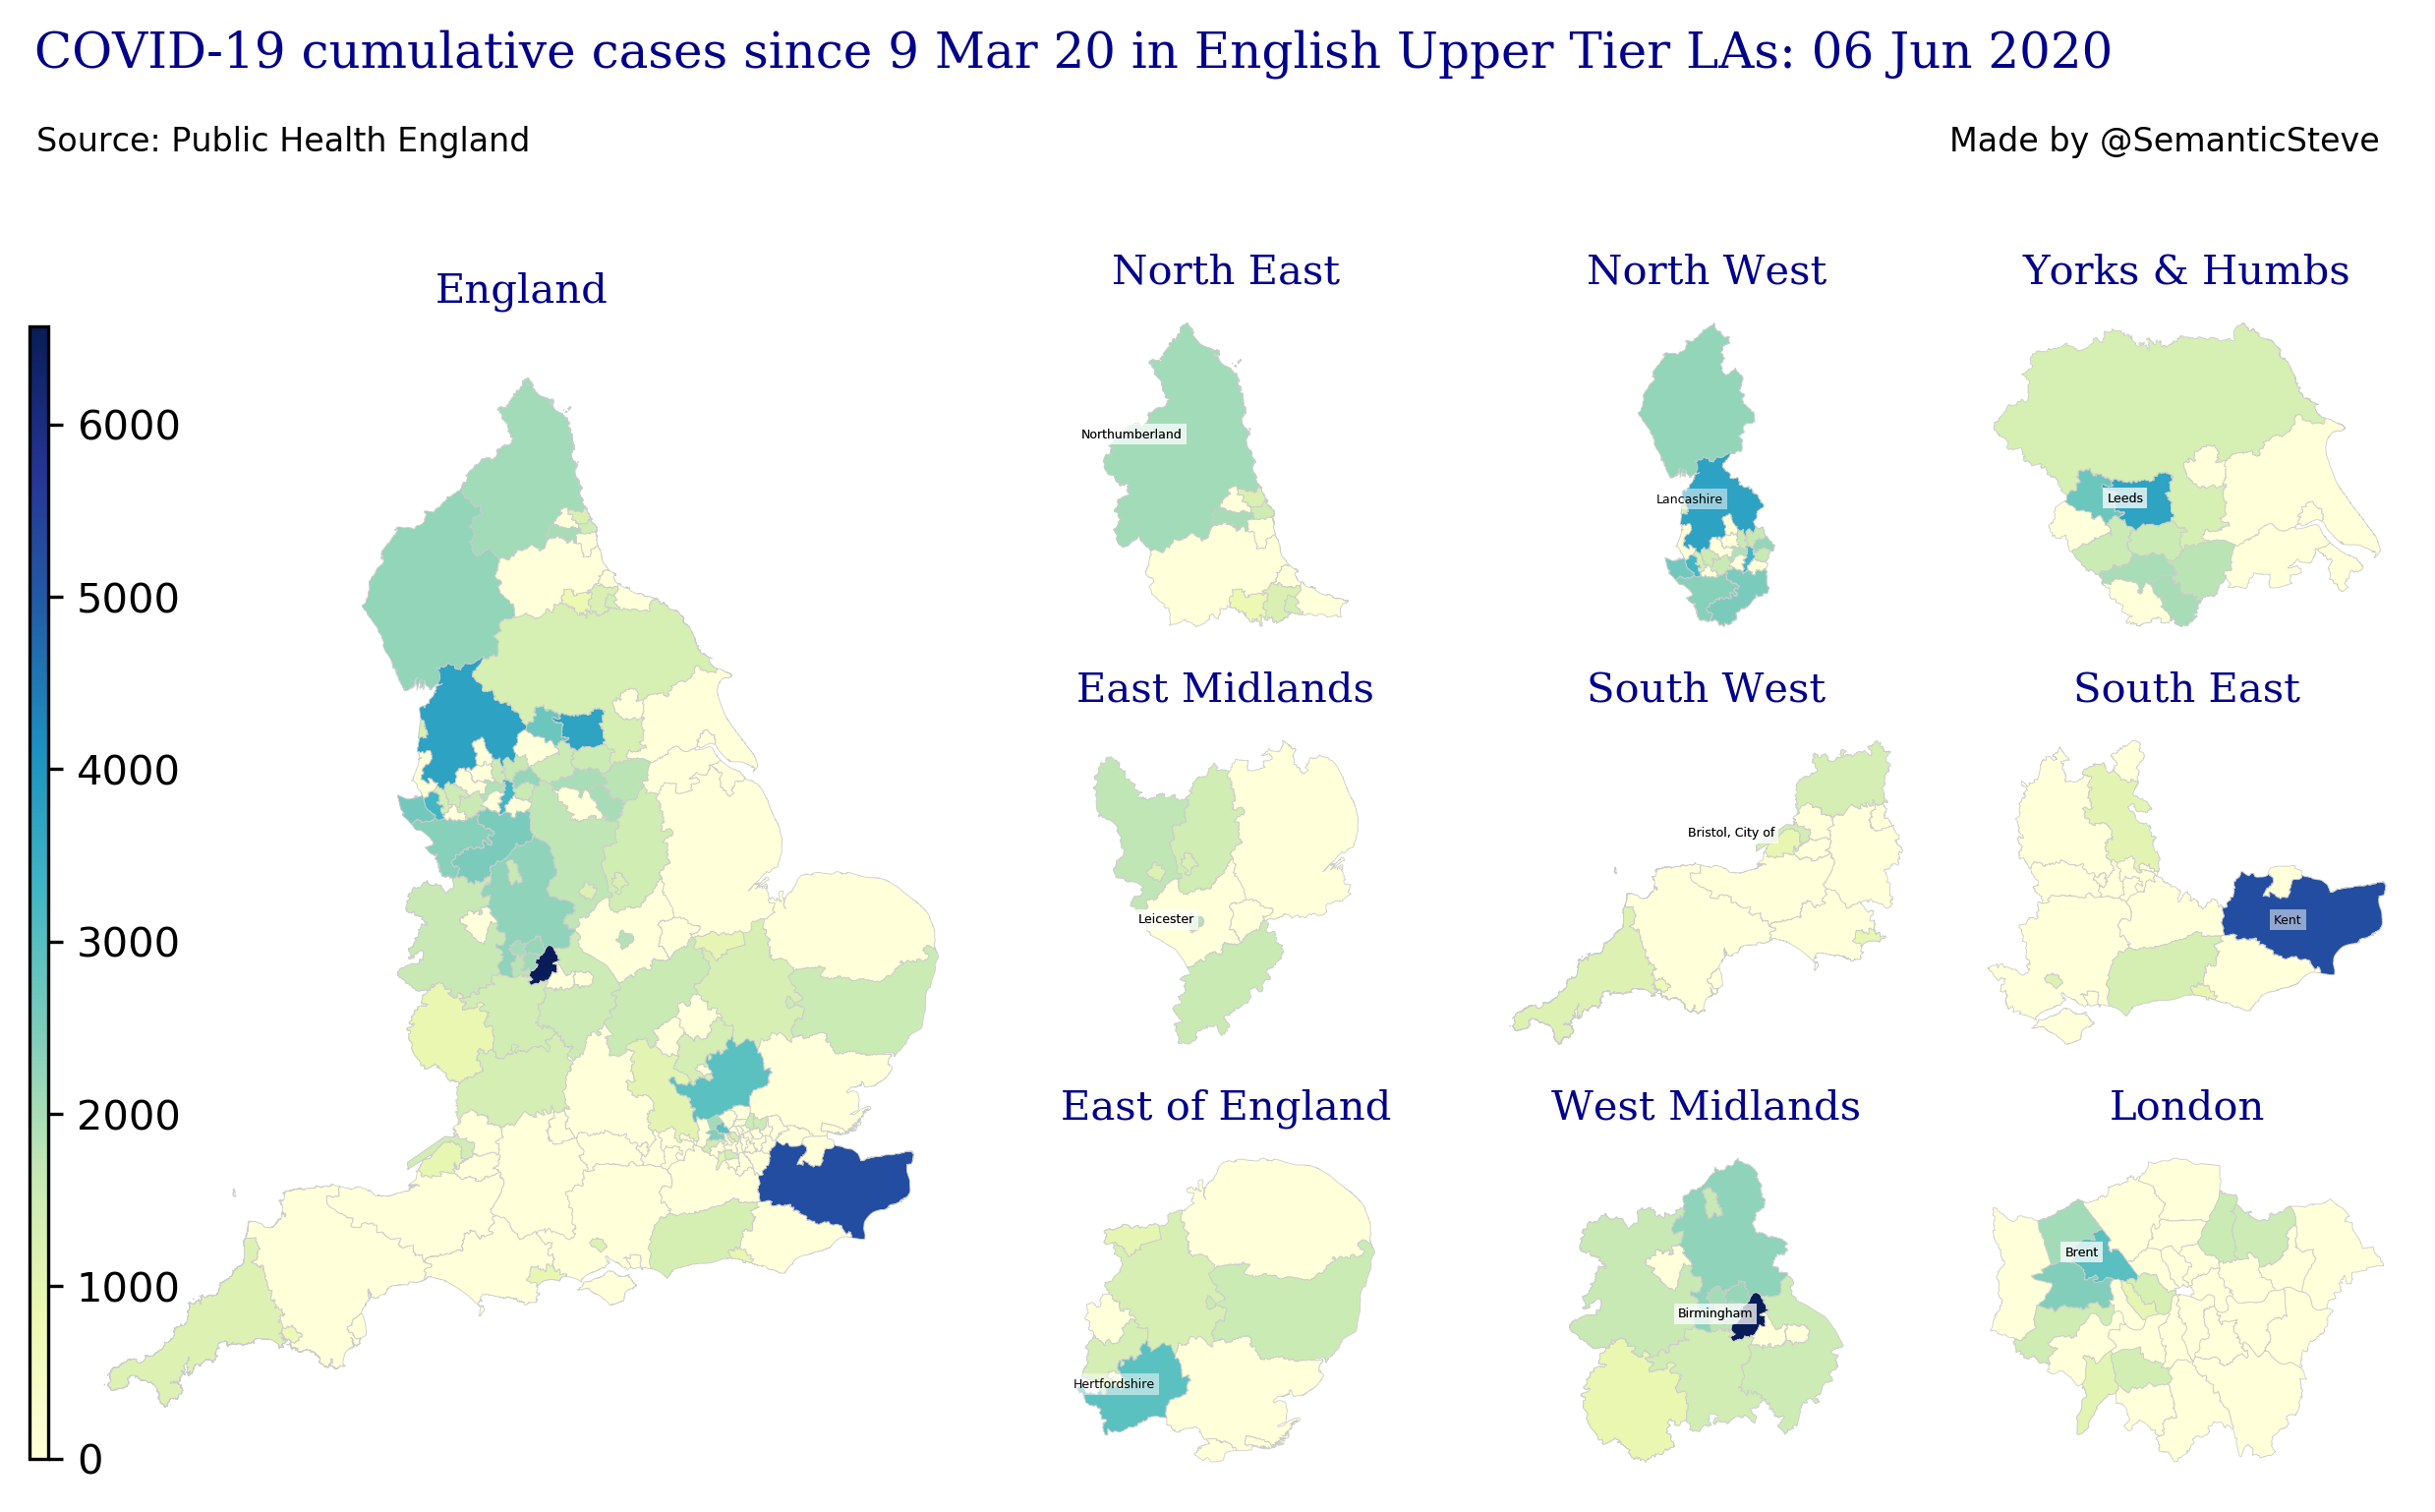 COVID-19 cumulative cases since 9 Mar 20 in English Upper Tier LAs: 06 Jun 2020
Source: Public Health England
Made by @SemanticSteve
England
6000
5000
4000
3000
2000
1000
0
North East
Northumberland
North West
Lancashire
Yorks & Humbs
Leeds
East Midlands
Leicester
South West
Bristol, City of
South East
Kent
East of England
Hertfordshire
West Midlands
Birmingham
London
Brent